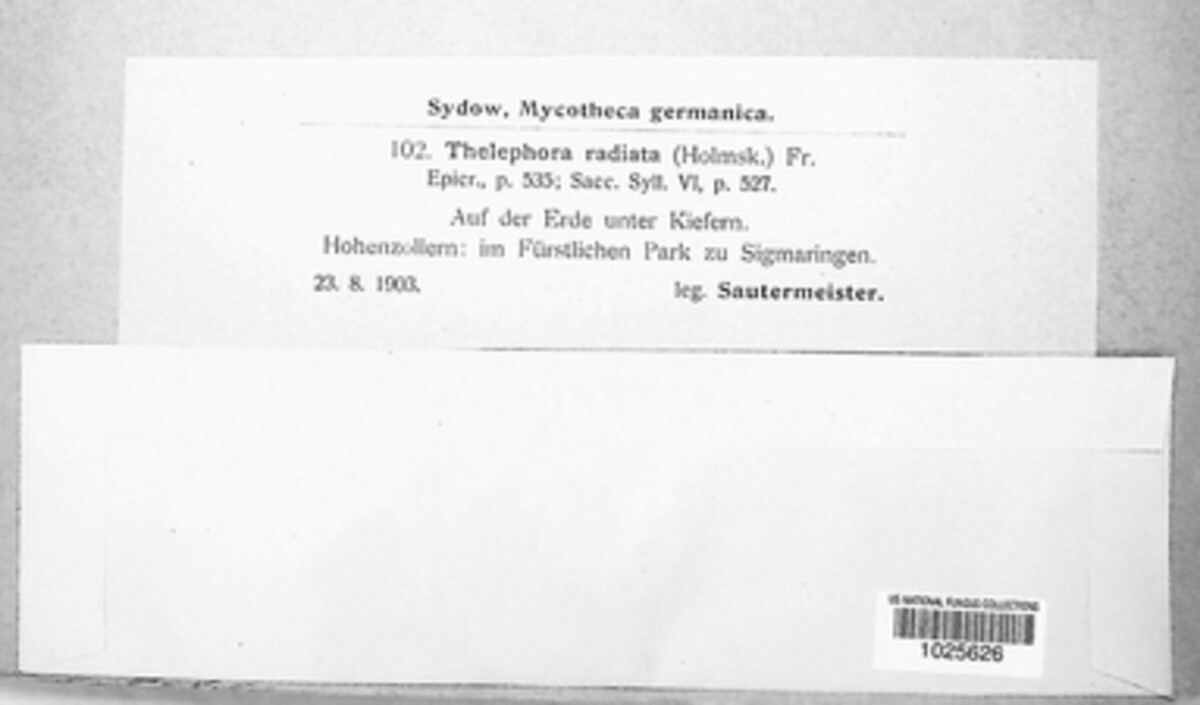 Sydow, Mycotheca germanica.
102. Thelephora radiata (Holmsk.) Fr.
Epicr., p. 535; Sacc. Syll. VI, p. 527.
Auf der Erde unter Kiefern.
Hohenzollern: im Fürstlichen Park zu Sigmaringen.
23. 8. 1903. leg. Sautermeister.
US NATIONAL FUNGUS COLLECTIONS
1025626